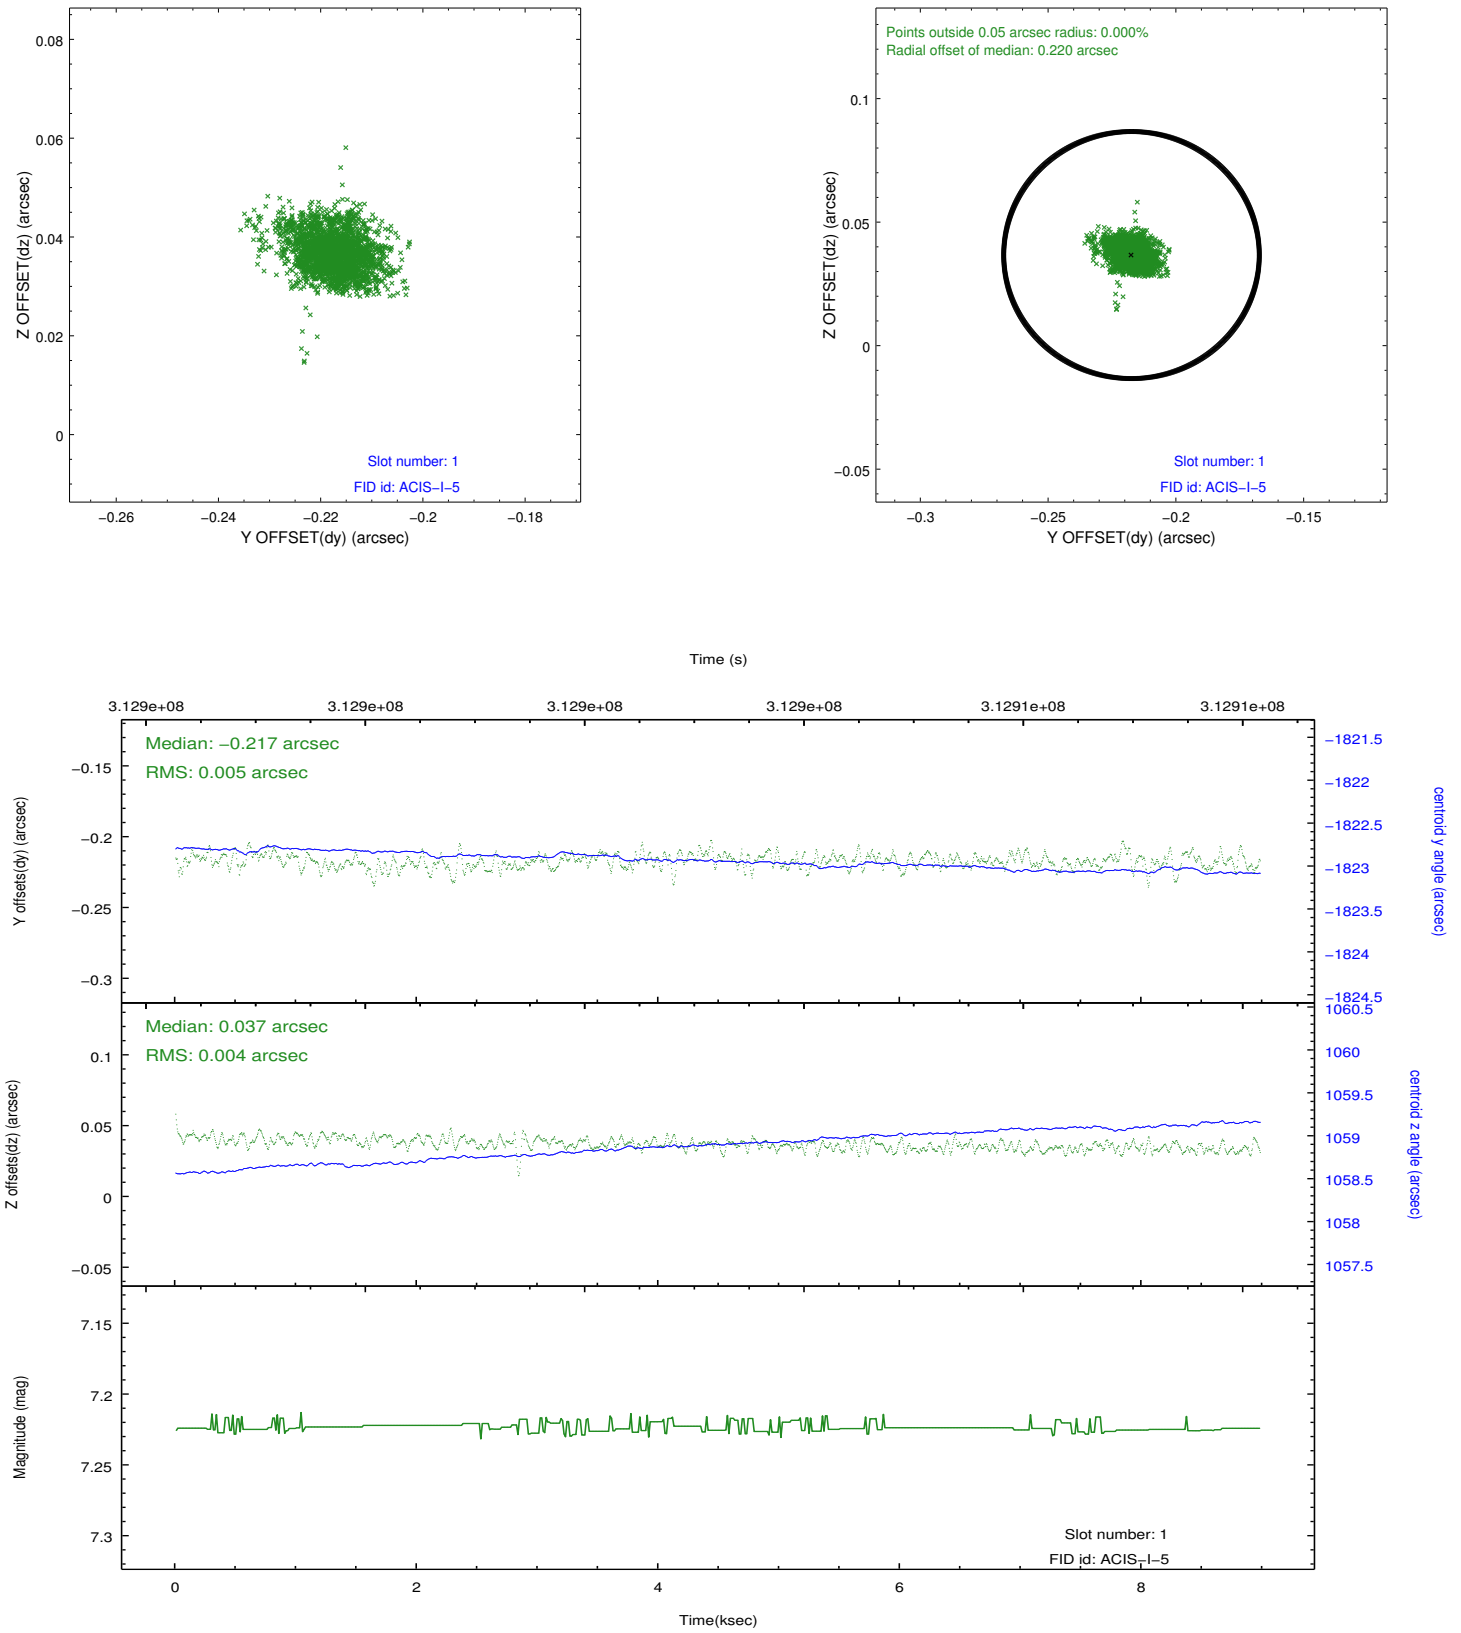 0.08
0.06
0.04
0.02
0
Z OFFSET(dz) (arcsec)
Slot number: 1
FID id: ACIS−I−5
−0.26
−0.24
−0.22
−0.2
−0.18
Y OFFSET(dy) (arcsec)
Points outside 0.05 arcsec radius: 0.000%
Radial offset of median: 0.220 arcsec
0.1
0.05
0
−0.05
Z OFFSET(dz) (arcsec)
Slot number: 1
FID id: ACIS−I−5
−0.3
−0.25
−0.2
−0.15
Y OFFSET(dy) (arcsec)
Time (s)
3.129e+08
3.129e+08
3.129e+08
3.129e+08
3.1291e+08
3.1291e+08
Median: −0.217 arcsec
RMS: 0.005 arcsec
−0.15
−0.2
−0.25
−0.3
Y offsets(dy) (arcsec)
−1821.5
−1822
−1822.5
−1823
−1823.5
−1824
−1824.5
centroid y angle (arcsec)
Median: 0.037 arcsec
RMS: 0.004 arcsec
0.1
0.05
0
−0.05
Z offsets(dz) (arcsec)
1060.5
1060
1059.5
1059
1058.5
1058
1057.5
centroid z angle (arcsec)
7.15
7.2
7.25
7.3
Magnitude (mag)
Slot number: 1
FID id: ACIS−I−5
0
2
4
6
8
Time(ksec)